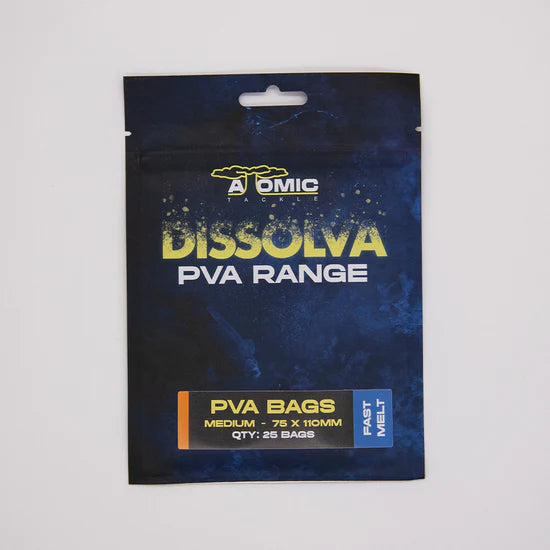 ATOMIC
TACKLE
DISSOLVA
PVA RANGE
PVA BAGS
MEDIUM - 75 X 110MM
QTY: 25 BAGS
FAST
MELT